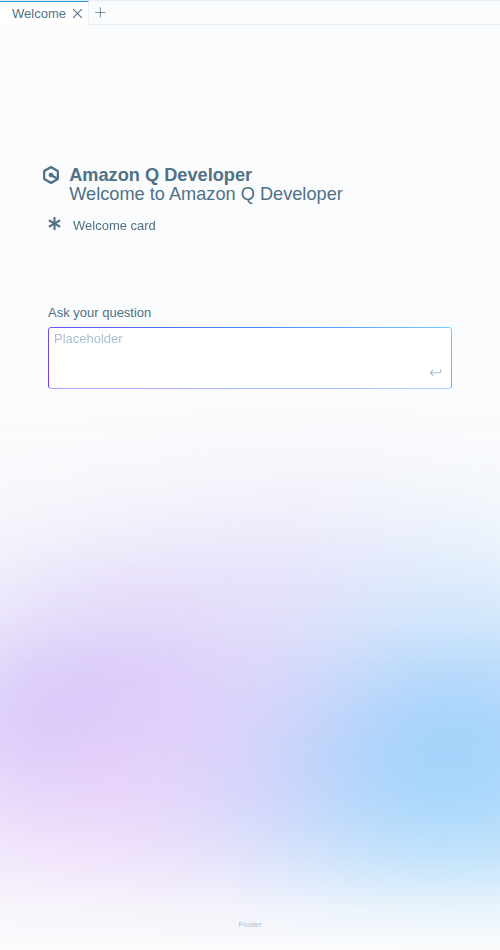 Welcome
Amazon Q Developer
Welcome to Amazon Q Developer
Welcome card
Ask your question
Placeholder
Footer